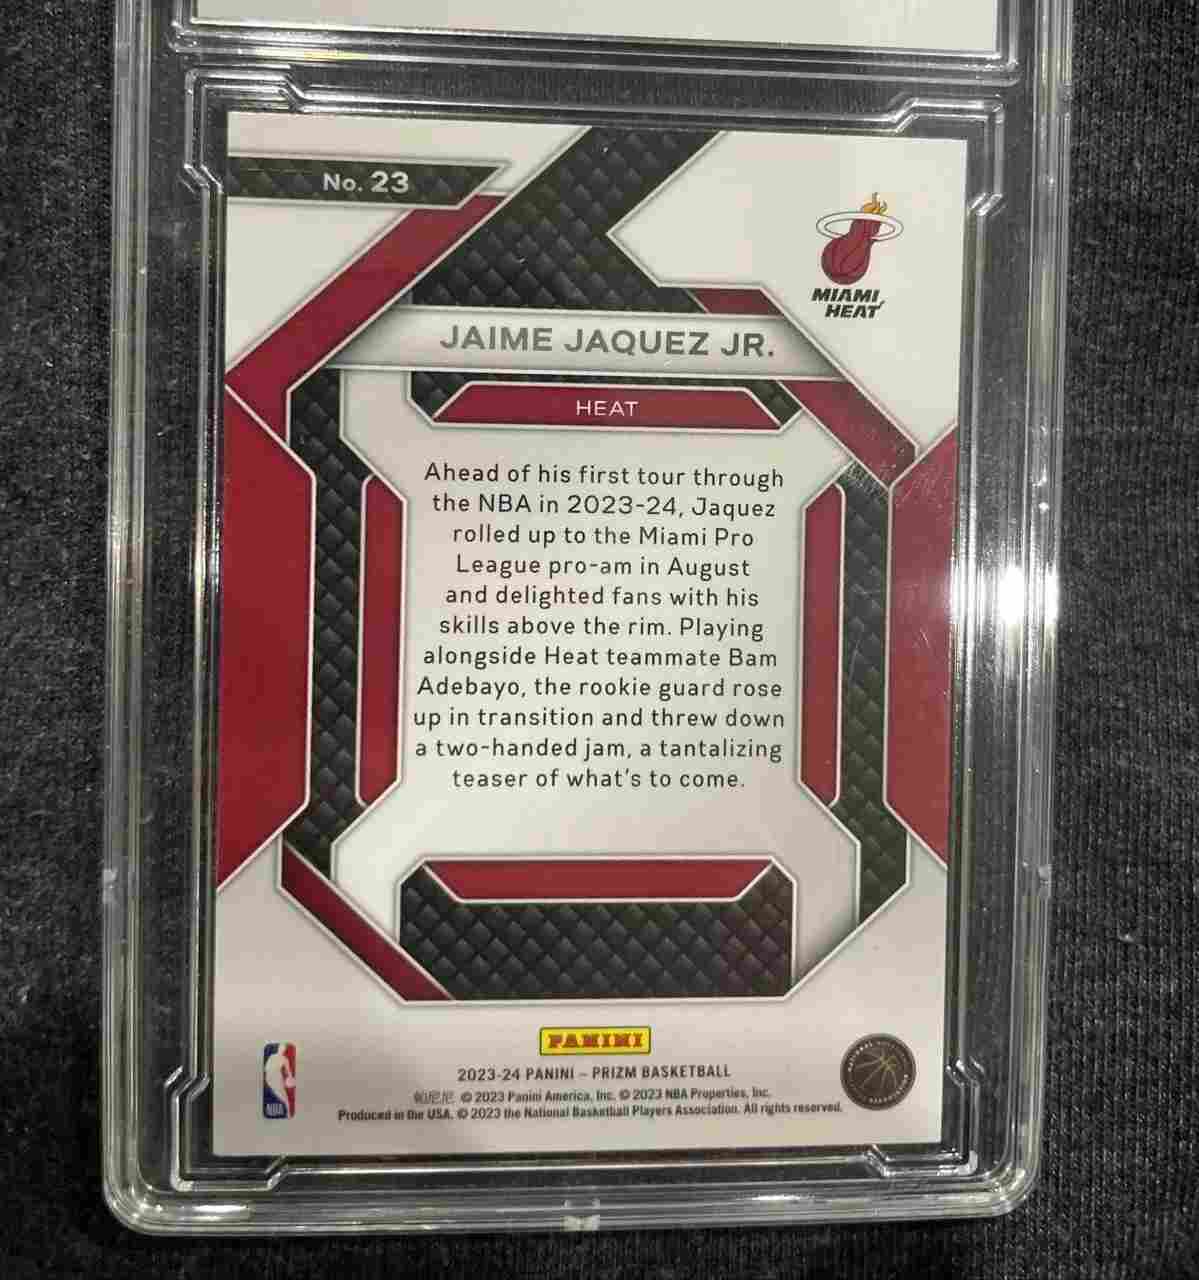 No. 23
MIAMI
HEAT
JAIME JAQUEZ JR.
HEAT
Ahead of his first tour through
the NBA in 2023-24, Jaquez
rolled up to the Miami Pro
League pro-am in August
and delighted fans with his
skills above the rim. Playing
alongside Heat teammate Bam
Adebayo, the rookie guard rose
up in transition and threw down
a two-handed jam, a tantalizing
teaser of what's to come.
PANINI
2023-24 PANINI – PRIZM BASKETBALL
© 2023 Panini America, Inc. © 2023 NBA Properties, Inc.
Produced in the USA. © 2023 the National Basketball Players Association. All rights reserved.
NBA